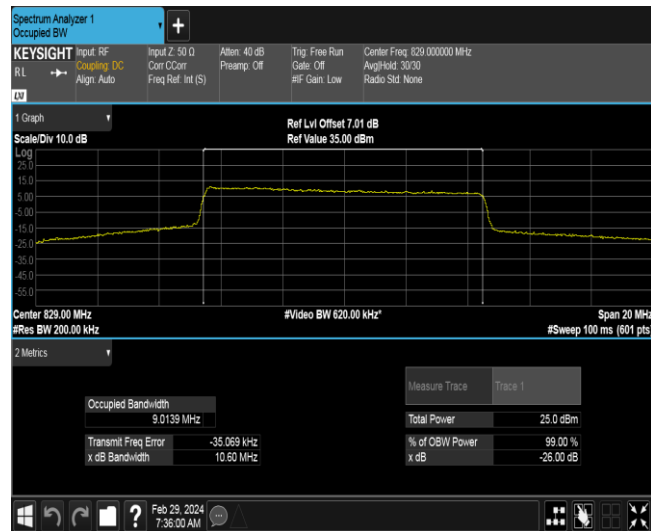 Spectrum Analyzer 1
Occupied BW
KEYSIGHT
R L
LXI
Input: RF
Coupling: DC
Align: Auto
Input Z: 50 Ω
Corr CCorr
Freq Ref: Int (S)
Atten: 40 dB
Preamp: Off
Trig: Free Run
Gate: Off
#IF Gain: Low
Center Freq: 829.000000 MHz
Avg|Hold: 30/30
Radio Std: None
1 Graph
Scale/Div 10.0 dB
Ref Lvl Offset 7.01 dB
Ref Value 35.00 dBm
Log
25.0
15.0
5.00
-5.00
-15.0
-25.0
-35.0
-45.0
-55.0
Center 829.00 MHz
#Video BW 620.00 kHz*
Span 20 MHz
#Res BW 200.00 kHz
#Sweep 100 ms (601 pts)
2 Metrics
Measure Trace Trace 1
Occupied Bandwidth
9.0139 MHz
Total Power 25.0 dBm
Transmit Freq Error -35.069 kHz
% of OBW Power 99.00 %
x dB Bandwidth 10.60 MHz
x dB -26.00 dB
?
Feb 29, 2024
7:36:00 AM